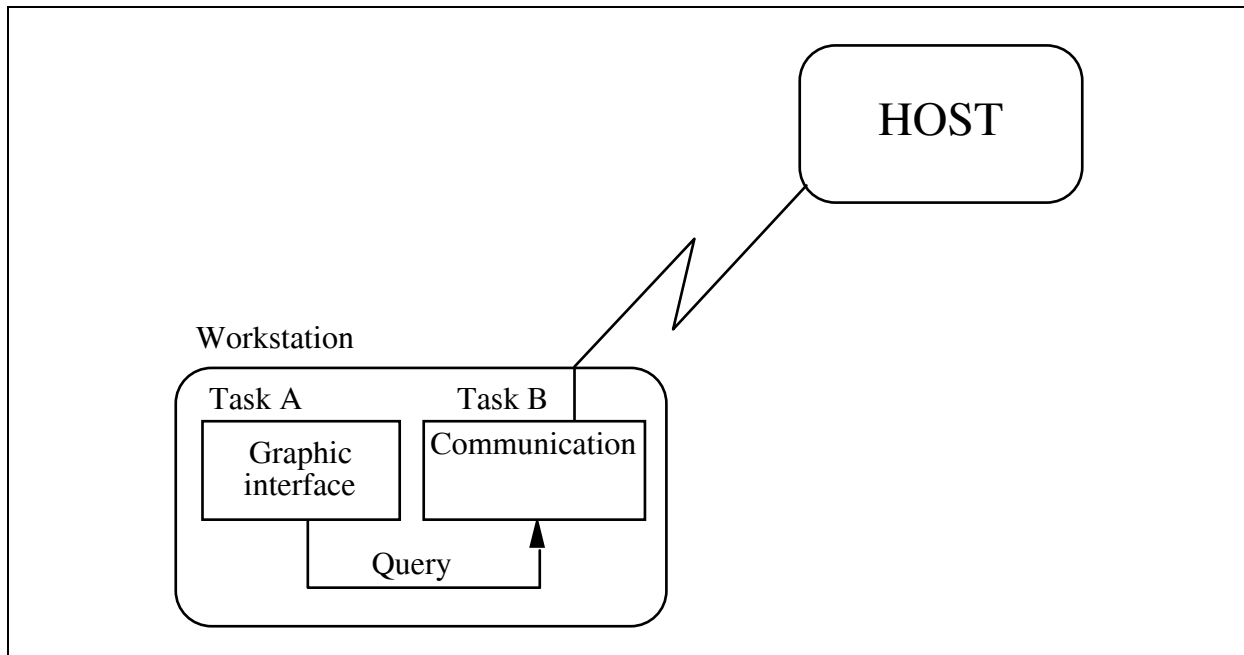 HOST
Workstation
Task A
Task B
Graphic
interface
Communication
Query